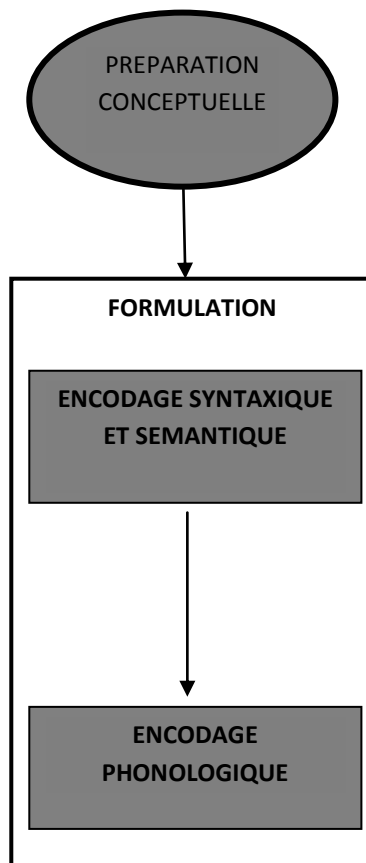 PREPARATION
CONCEPTUELLE
FORMULATION
ENCODAGE SYNTAXIQUE
ET SEMANTIQUE
ENCODAGE
PHONOLOGIQUE